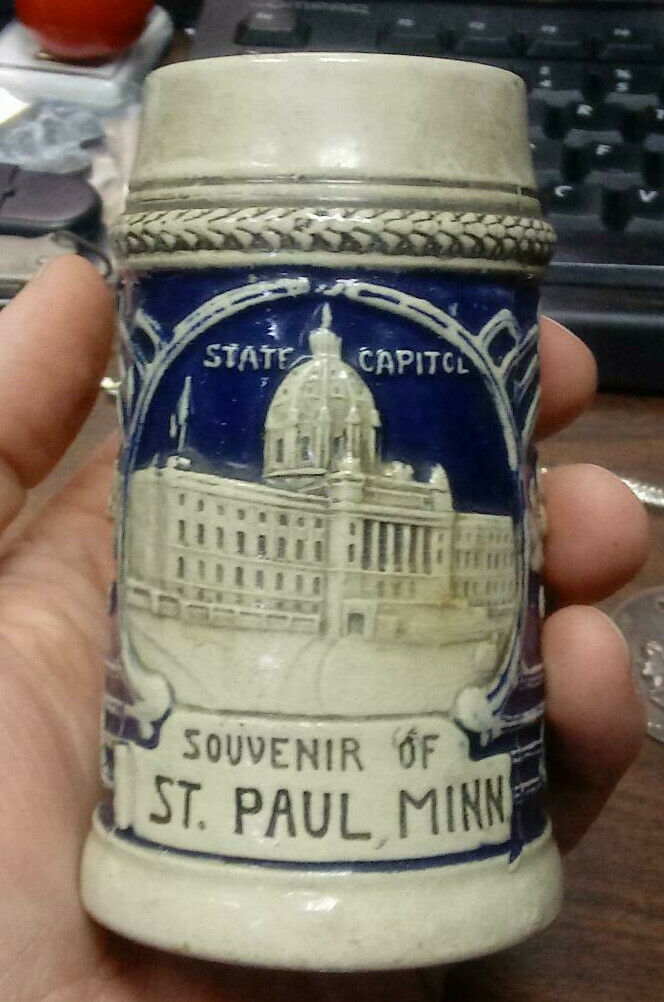 STATE CAPITOL
SOUVENIR OF
ST. PAUL, MINN.